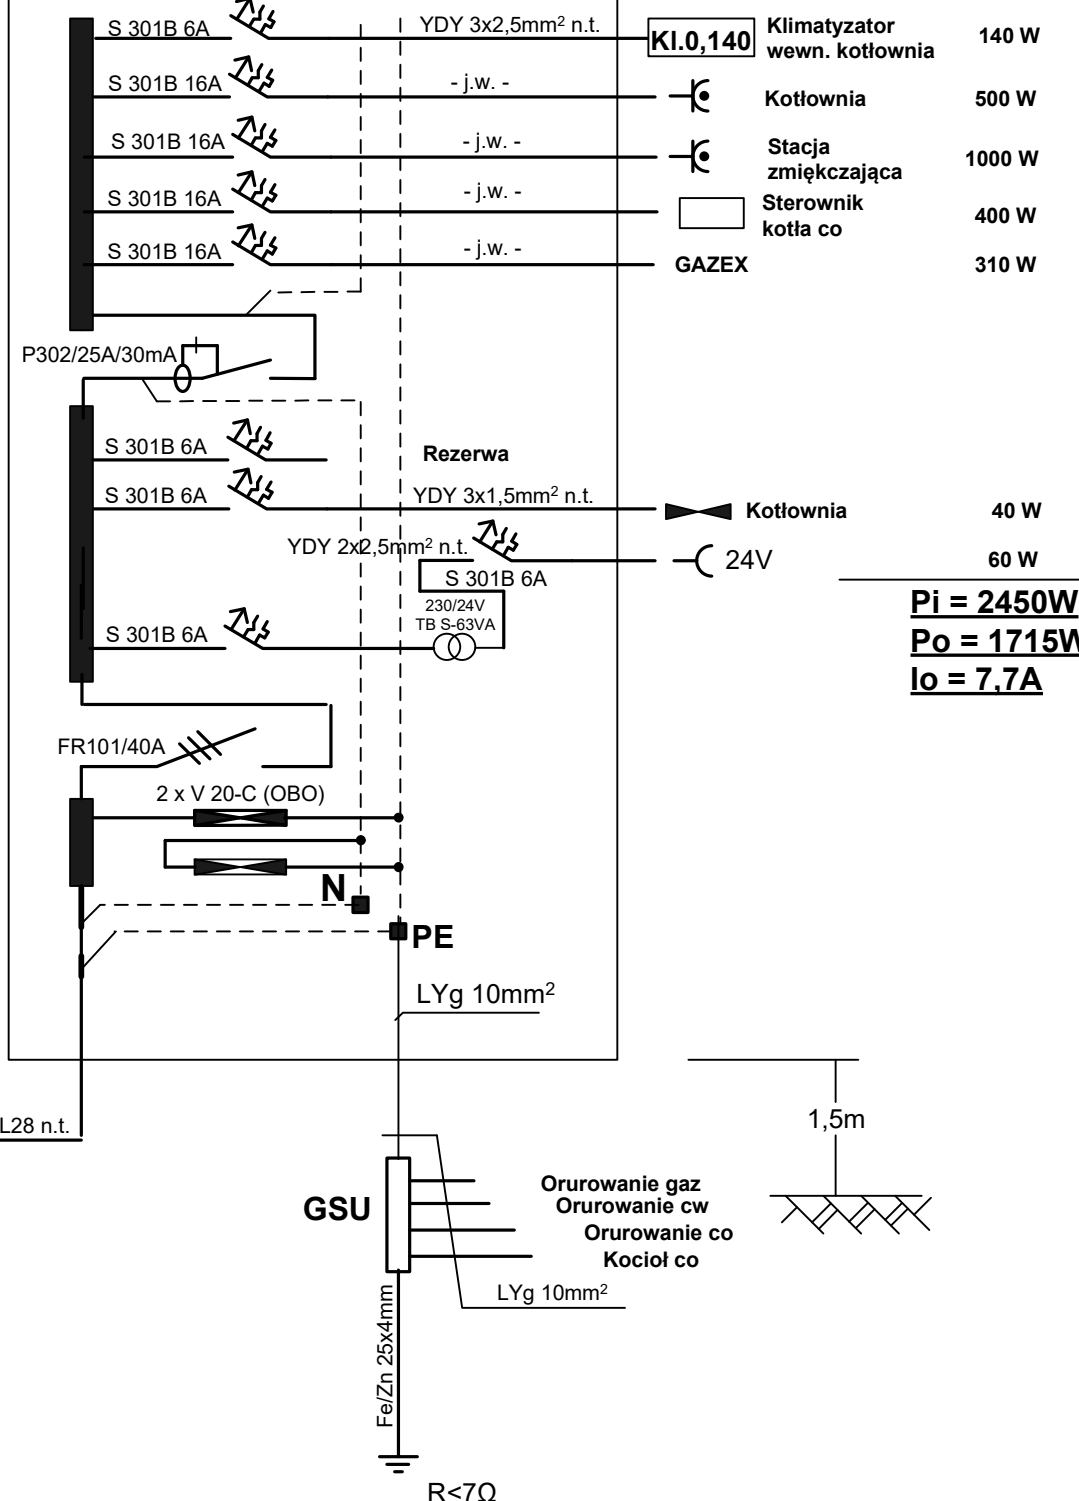 S 301B 6A
YDY 3x2,5mm² n.t.
Kl.0,140
Klimatyzator
wewn. kotłownia
140 W
S 301B 16A
- j.w. -
Kotłownia
500 W
S 301B 16A
- j.w. -
Stacja
zmiękczająca
1000 W
S 301B 16A
- j.w. -
Sterownik
kotła co
400 W
S 301B 16A
- j.w. -
GAZEX
310 W
P302/25A/30mA
S 301B 6A
Rezerwa
S 301B 6A
YDY 3x1,5mm² n.t.
Kotłownia
40 W
YDY 2x2,5mm² n.t.
24V
60 W
S 301B 6A
230/24V
TB S-63VA
S 301B 6A
Pi = 2450W
Po = 1715W
Io = 7,7A
FR101/40A
2 x V 20-C (OBO)
N
PE
LYg 10mm²
L28 n.t.
1,5m
GSU
Orurowanie gaz
Orurowanie cw
Orurowanie co
Kocioł co
LYg 10mm²
Fe/Zn 25x4mm
R<7Ω